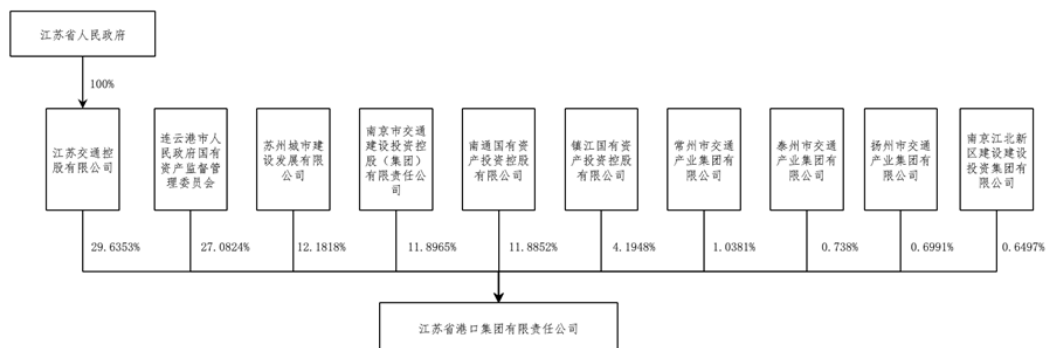 江苏省人民政府
100%
江苏交通控
股有限公司
连云港市人
民政府国有
资产监督管
理委员会
苏州城市建
设发展有限
公司
南京市交通
建设投资控
股（集团）
有限责任公
司
南通国有资
产投资控股
有限公司
镇江国有资
产投资控股
有限公司
常州市交通
产业集团有
限公司
泰州市交通
产业集团有
限公司
扬州市交通
产业集团有
限公司
南京江北新
区建设建设
投资集团有
限公司
29.6353%
27.0824%
12.1818%
11.8965%
11.8852%
4.1948%
1.0381%
0.738%
0.6991%
0.6497%
江苏省港口集团有限责任公司